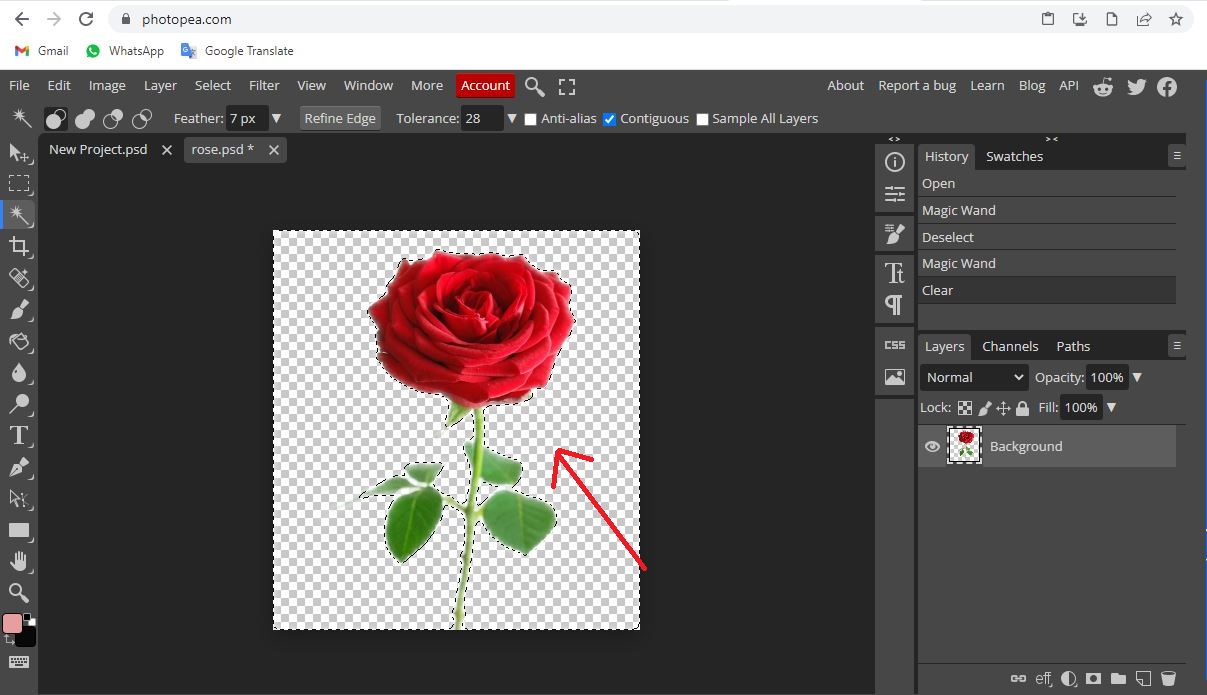 photopea.com
Gmail WhatsApp Google Translate
File Edit Image Layer Select Filter View Window More Account About Report a bug Learn Blog API
Feather: 7 px Refine Edge Tolerance: 28 Anti-alias Contiguous Sample All Layers
New Project.psd rose.psd *
History Swatches
Open
Magic Wand
Deselect
Magic Wand
Clear
CSS
Layers Channels Paths
Normal Opacity: 100%
Lock: Fill: 100%
Background
eff